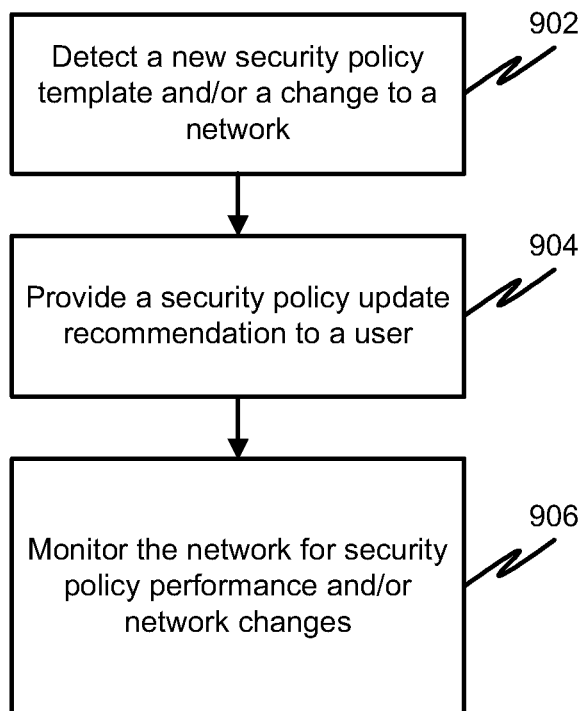 902
Detect a new security policy
template and/or a change to a
network
904
Provide a security policy update
recommendation to a user
906
Monitor the network for security
policy performance and/or
network changes